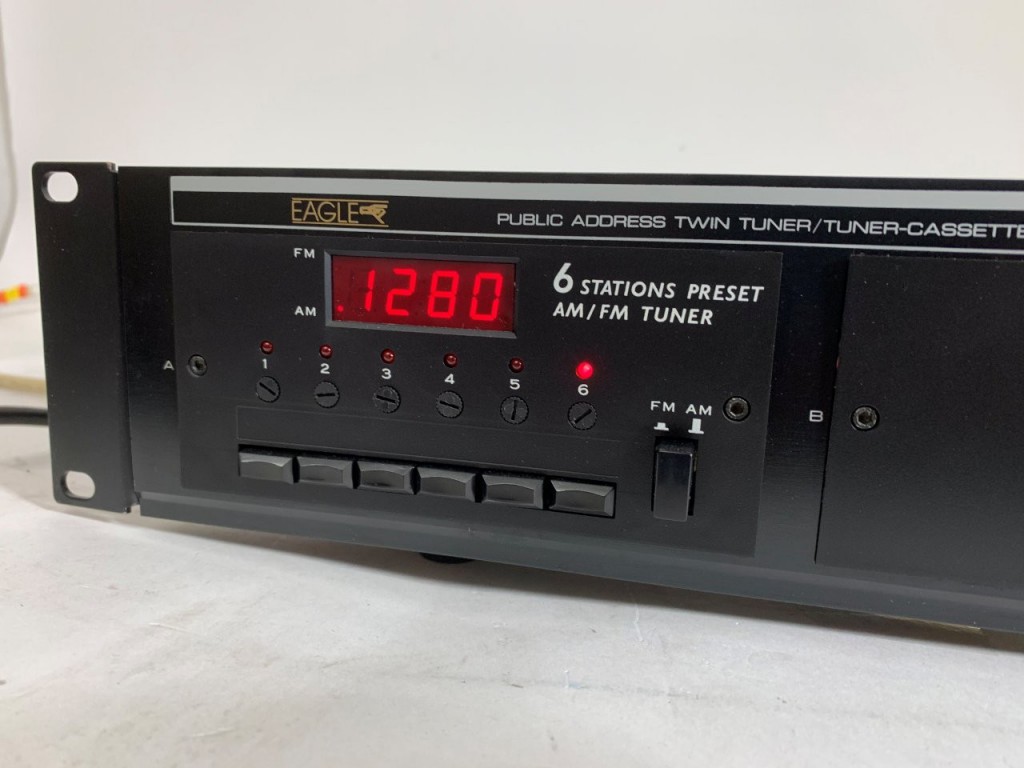 EAGLE
PUBLIC ADDRESS TWIN TUNER/TUNER-CASSETTE
FM
AM
.1280
6 STATIONS PRESET
AM/FM TUNER
A
1 2 3 4 5 6
FM AM
B